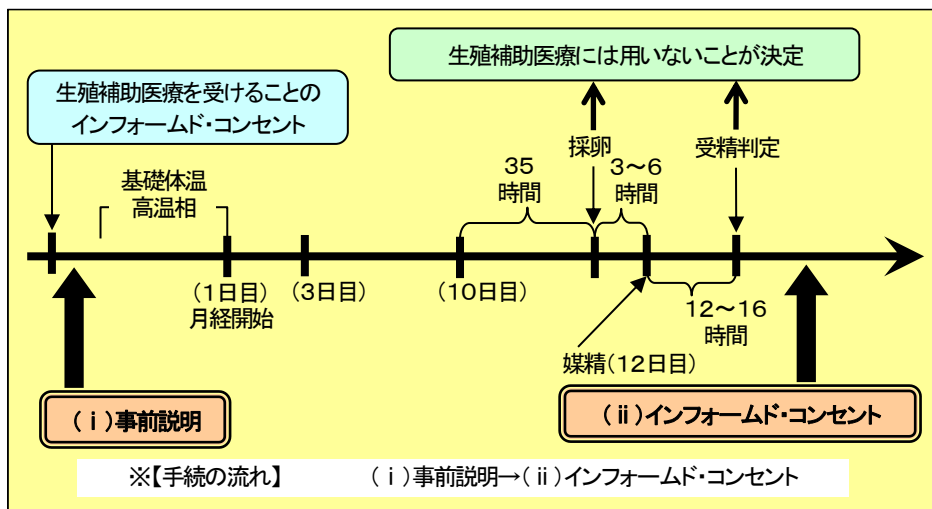 生殖補助医療には用いないことが決定
生殖補助医療を受けることの
インフォームド・コンセント
採卵
受精判定
35
時間
3～6
時間
基礎体温
高温相
(1日目)
月経開始
(3日目)
(10日目)
12～16
時間
媒精(12日目)
(ⅰ)事前説明
(ⅱ)インフォームド・コンセント
※【手続の流れ】 (ⅰ)事前説明→(ⅱ)インフォームド・コンセント